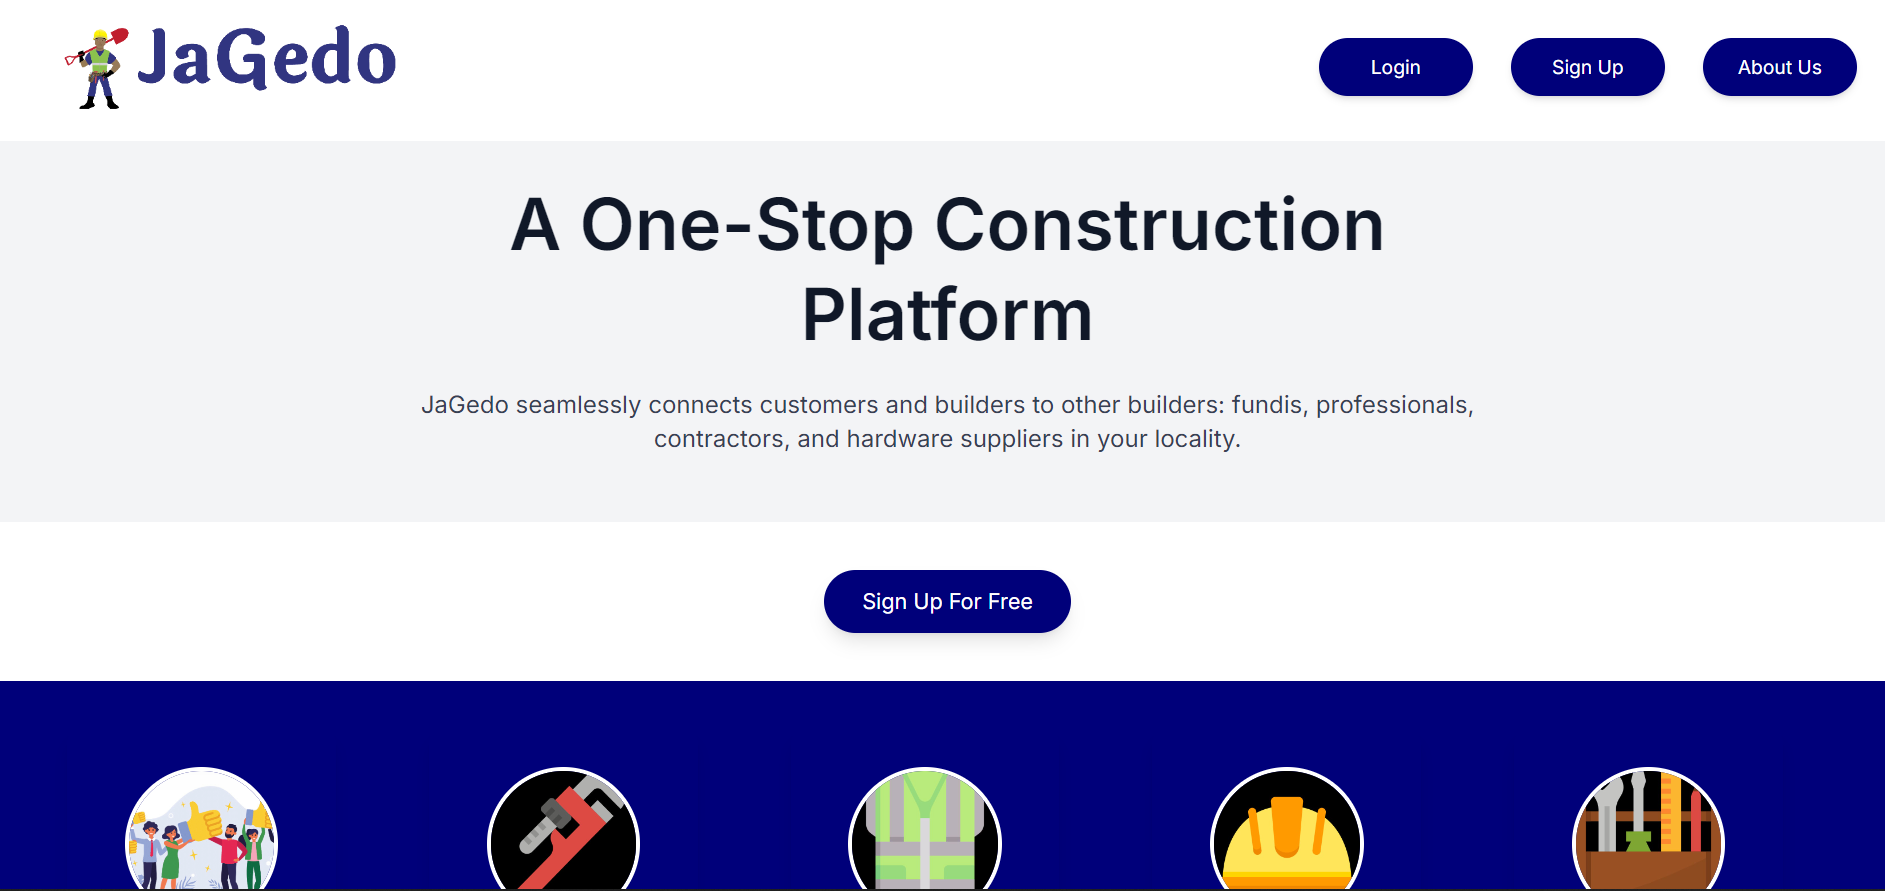 JaGedo
Login
Sign Up
About Us
A One-Stop Construction
Platform
JaGedo seamlessly connects customers and builders to other builders: fundis, professionals,
contractors, and hardware suppliers in your locality.
Sign Up For Free